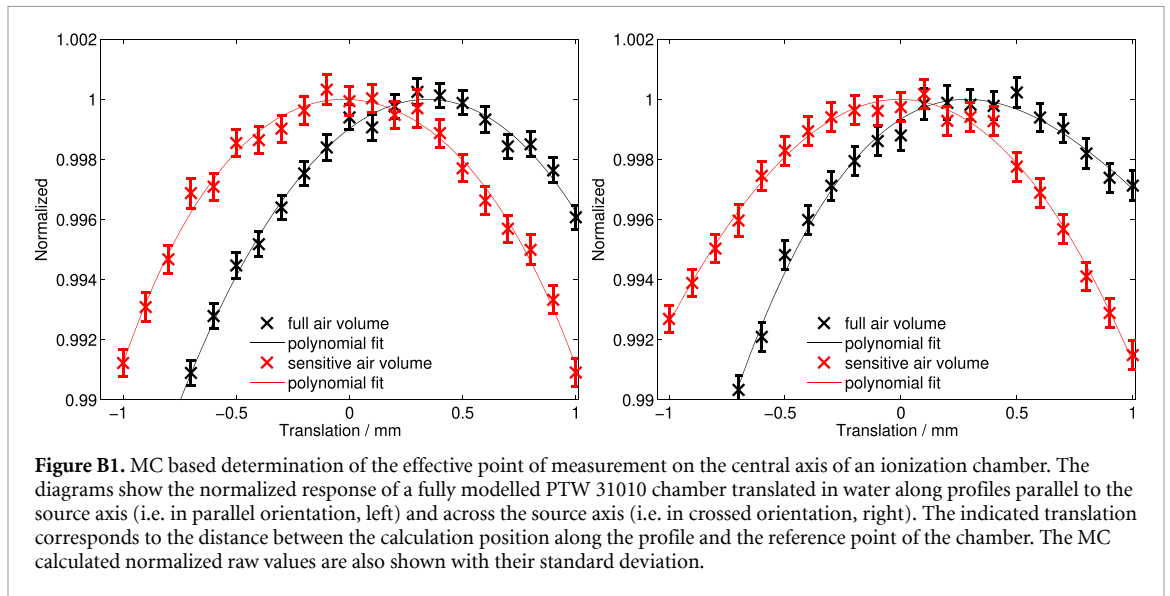 1.002
1
0.998
0.996
0.994
0.992
0.99
Normalized
full air volume
polynomial fit
sensitive air volume
polynomial fit
−1
−0.5
0
0.5
1
Translation / mm
1.002
1
0.998
0.996
0.994
0.992
0.99
Normalized
full air volume
polynomial fit
sensitive air volume
polynomial fit
−1
−0.5
0
0.5
1
Translation / mm
Figure B1. MC based determination of the effective point of measurement on the central axis of an ionization chamber. The
diagrams show the normalized response of a fully modelled PTW 31010 chamber translated in water along profiles parallel to the
source axis (i.e. in parallel orientation, left) and across the source axis (i.e. in crossed orientation, right). The indicated translation
corresponds to the distance between the calculation position along the profile and the reference point of the chamber. The MC
calculated normalized raw values are also shown with their standard deviation.